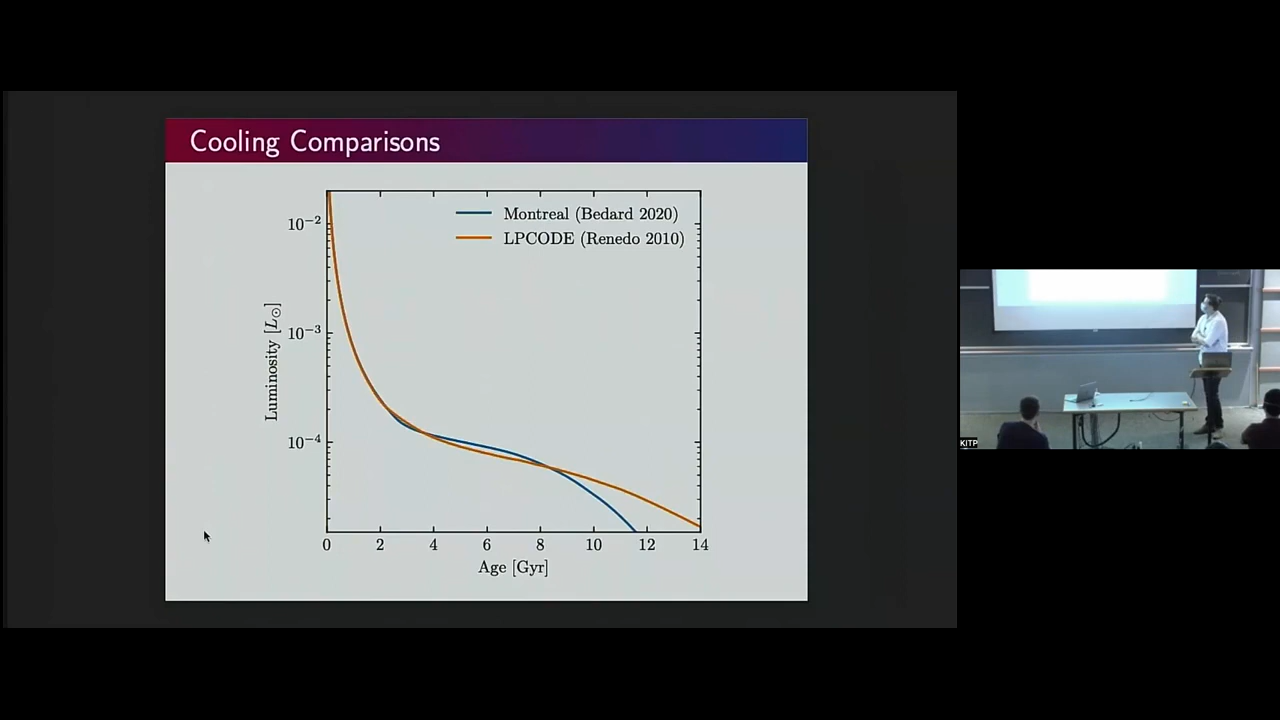 Cooling Comparisons
Montreal (Bedard 2020)
LPCODE (Renedo 2010)
10⁻²
10⁻³
10⁻⁴
Luminosity [L⊙]
0 2 4 6 8 10 12 14
Age [Gyr]
KITP